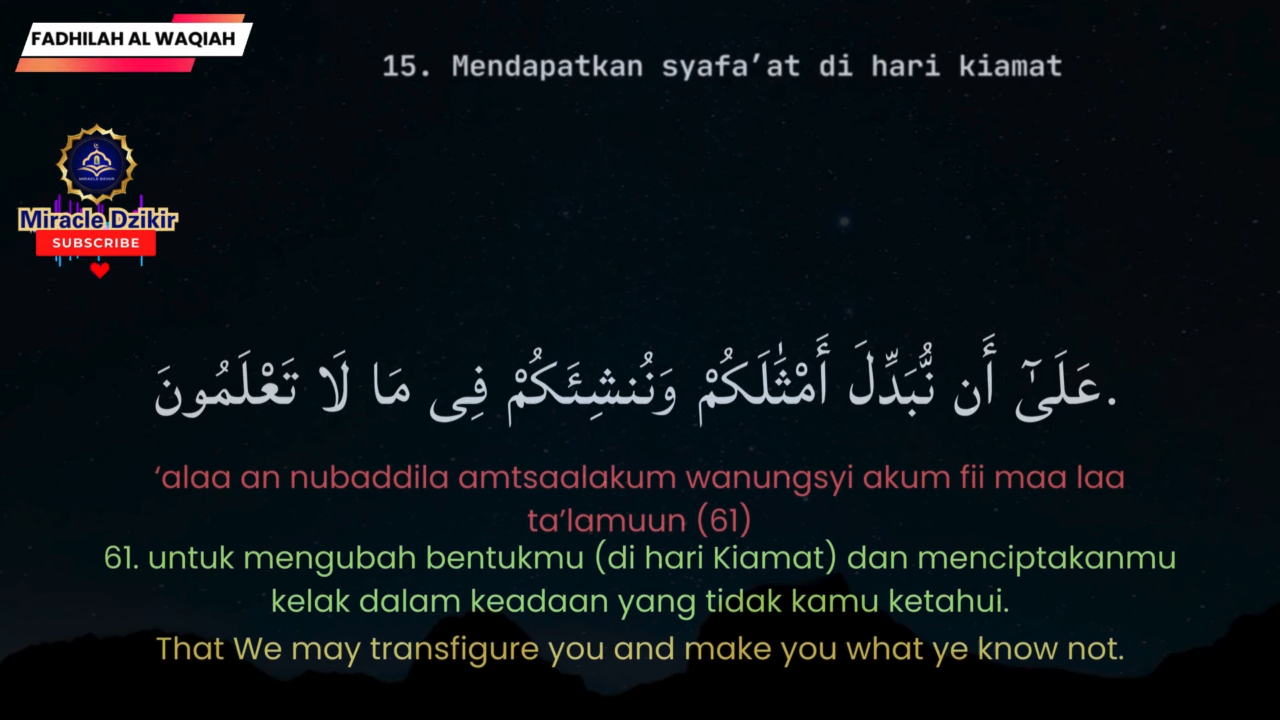 FADHILAH AL WAQIAH
15. Mendapatkan syafa’at di hari kiamat
MIRACLE DZIKIR
Miracle Dzikir
SUBSCRIBE
عَلَىٰٓ أَن نُّبَدِّلَ أَمْثَٰلَكُمْ وَنُنشِئَكُمْ فِى مَا لَا تَعْلَمُونَ.
‘alaa an nubaddila amtsaalakum wanungsyi akum fii maa laa
ta’lamuun (61)
61. untuk mengubah bentukmu (di hari Kiamat) dan menciptakanmu
kelak dalam keadaan yang tidak kamu ketahui.
That We may transfigure you and make you what ye know not.